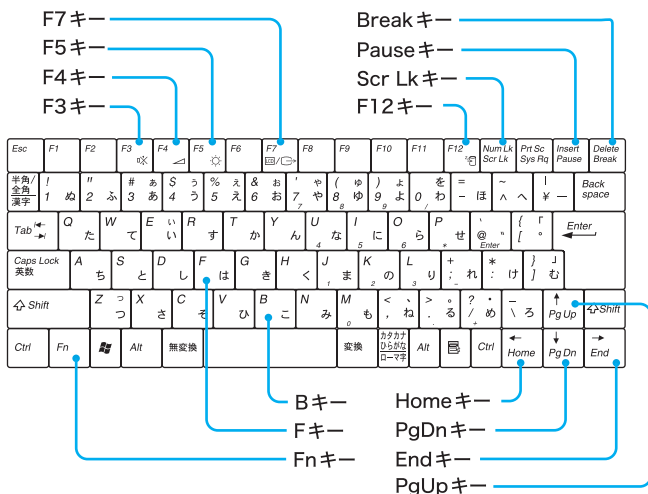 F7キー
F5キー
F4キー
F3キー
Breakキー
Pauseキー
Scr Lkキー
F12キー
Esc F1 F2 F3 F4 F5 F6 F7 F8 F9 F10 F11 F12 Num Lk Prt Sc Insert Delete
Scr Lk Sys Rq Pause Break
半角/ ! " # ぁ $ ぅ % ぇ & ぉ ' ゃ ( ゅ ) ょ を = ~ | Back
全角 1 ぬ 2 ふ 3 あ 4 う 5 え 6 お 7 や 8 ゆ 9 よ 0 わ - ほ ^ へ ¥ ー space
漢字 7 8 9 /
Tab Q た W て E い ぃ R す T か Y ん U な I に O ら P せ ` @ ゛ { 「 [ ゜ Enter
4 5 6 * Enter
Caps Lock A ち S と D し F は G き H く J ま K の L り + ; れ * : け } 」 ] む
英数 1 2 3 -
Shift Z つ っ X さ C そ V ひ B こ N み M も < 、 , ね > 。 . る ? ・ / め _ \ ろ ↑ Shift
0 . + Pg Up
Ctrl Fn Alt 無変換 変換 カタカナ Alt Ctrl ← ↓ →
ひらがな Home Pg Dn End
ローマ字
Bキー
Fキー
Fnキー
Homeキー
PgDnキー
Endキー
PgUpキー